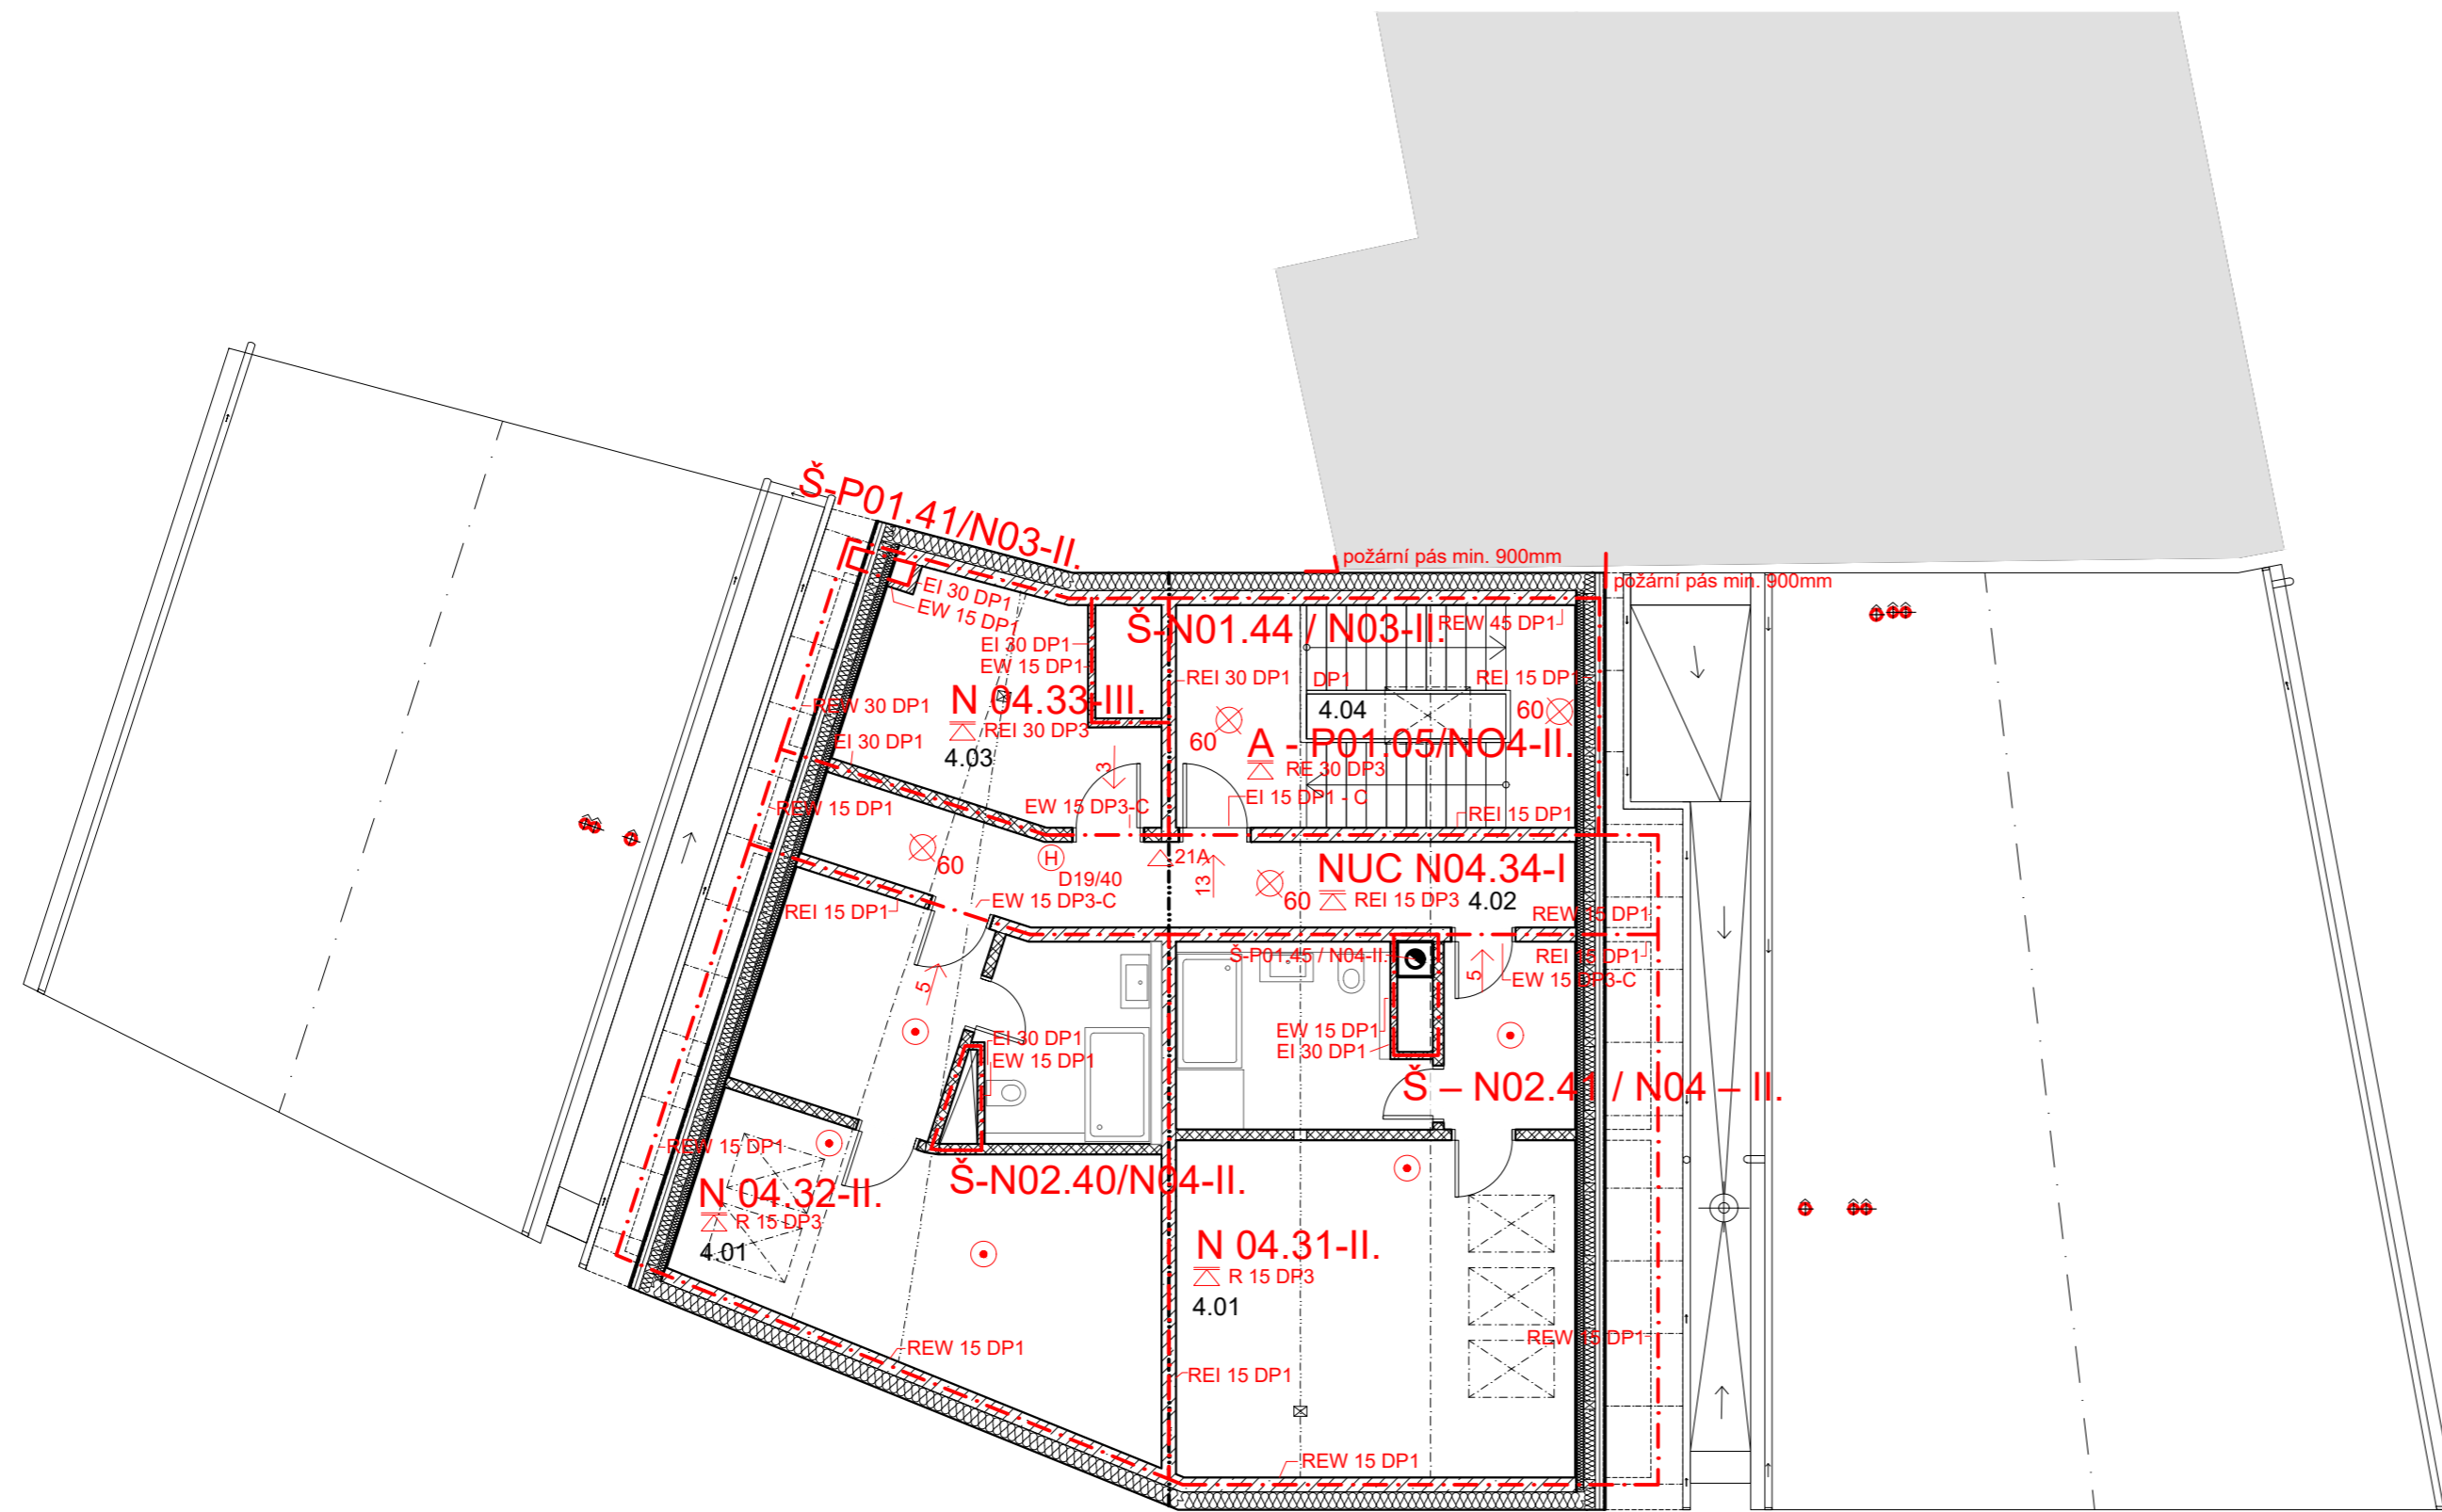 Š-P01.41/N03-II.
požární pás min. 900mm
požární pás min. 900mm
EI 30 DP1
EW 15 DP1
Š-N01.44 / N03-II.
REW 45 DP1
EI 30 DP1
EW 15 DP1
REI 30 DP1
DP1
REI 15 DP1
REW 30 DP1
N 04.33-III.
REI 30 DP3
4.03
4.04
60
60
A - P01.05/NO4-II.
RE 30 DP3
EI 30 DP1
3
EW 15 DP3-C
EI 15 DP1 - C
REW 15 DP1
REI 15 DP1
60
H
D19/40
21A
13
NUC N04.34-I
60
REI 15 DP3
4.02
EW 15 DP3-C
REI 15 DP1
REW 15 DP1
Š-P01.45 / N04-II.
REI 15 DP1
5
EW 15 DP3-C
5
EI 30 DP1
EW 15 DP1
EW 15 DP1
EI 30 DP1
Š – N02.41 / N04 – II.
REW 15 DP1
N 04.32-II.
R 15 DP3
4.01
Š-N02.40/N04-II.
N 04.31-II.
R 15 DP3
4.01
REW 15 DP1
REW 15 DP1
REI 15 DP1
REW 15 DP1